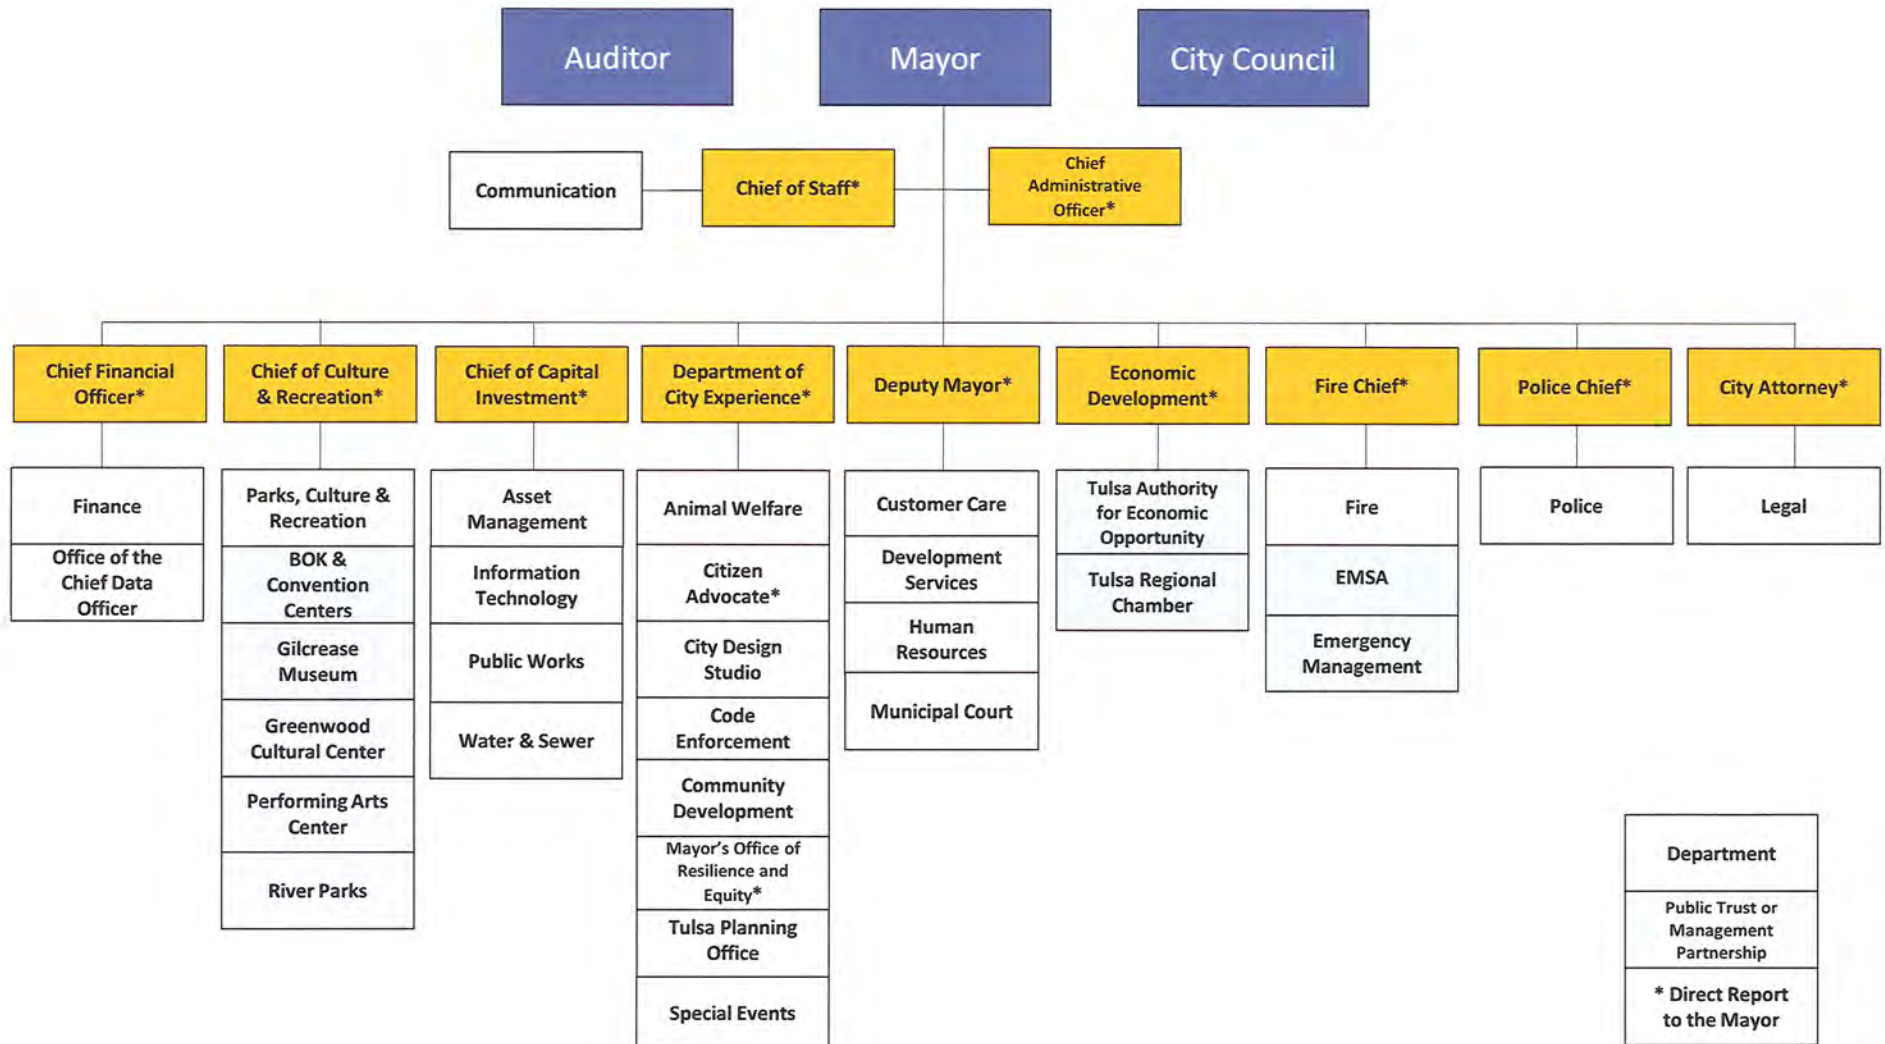 Auditor
Mayor
City Council
Communication
Chief of Staff*
Chief
Administrative
Officer*
Chief Financial
Officer*
Chief of Culture
& Recreation*
Chief of Capital
Investment*
Department of
City Experience*
Deputy Mayor*
Economic
Development*
Fire Chief*
Police Chief*
City Attorney*
Finance
Office of the
Chief Data
Officer
Parks, Culture &
Recreation
BOK &
Convention
Centers
Gilcrease
Museum
Greenwood
Cultural Center
Performing Arts
Center
River Parks
Asset
Management
Information
Technology
Public Works
Water & Sewer
Animal Welfare
Citizen
Advocate*
City Design
Studio
Code
Enforcement
Community
Development
Mayor's Office of
Resilience and
Equity*
Tulsa Planning
Office
Special Events
Customer Care
Development
Services
Human
Resources
Municipal Court
Tulsa Authority
for Economic
Opportunity
Tulsa Regional
Chamber
Fire
EMSA
Emergency
Management
Police
Legal
Department
Public Trust or
Management
Partnership
* Direct Report
to the Mayor